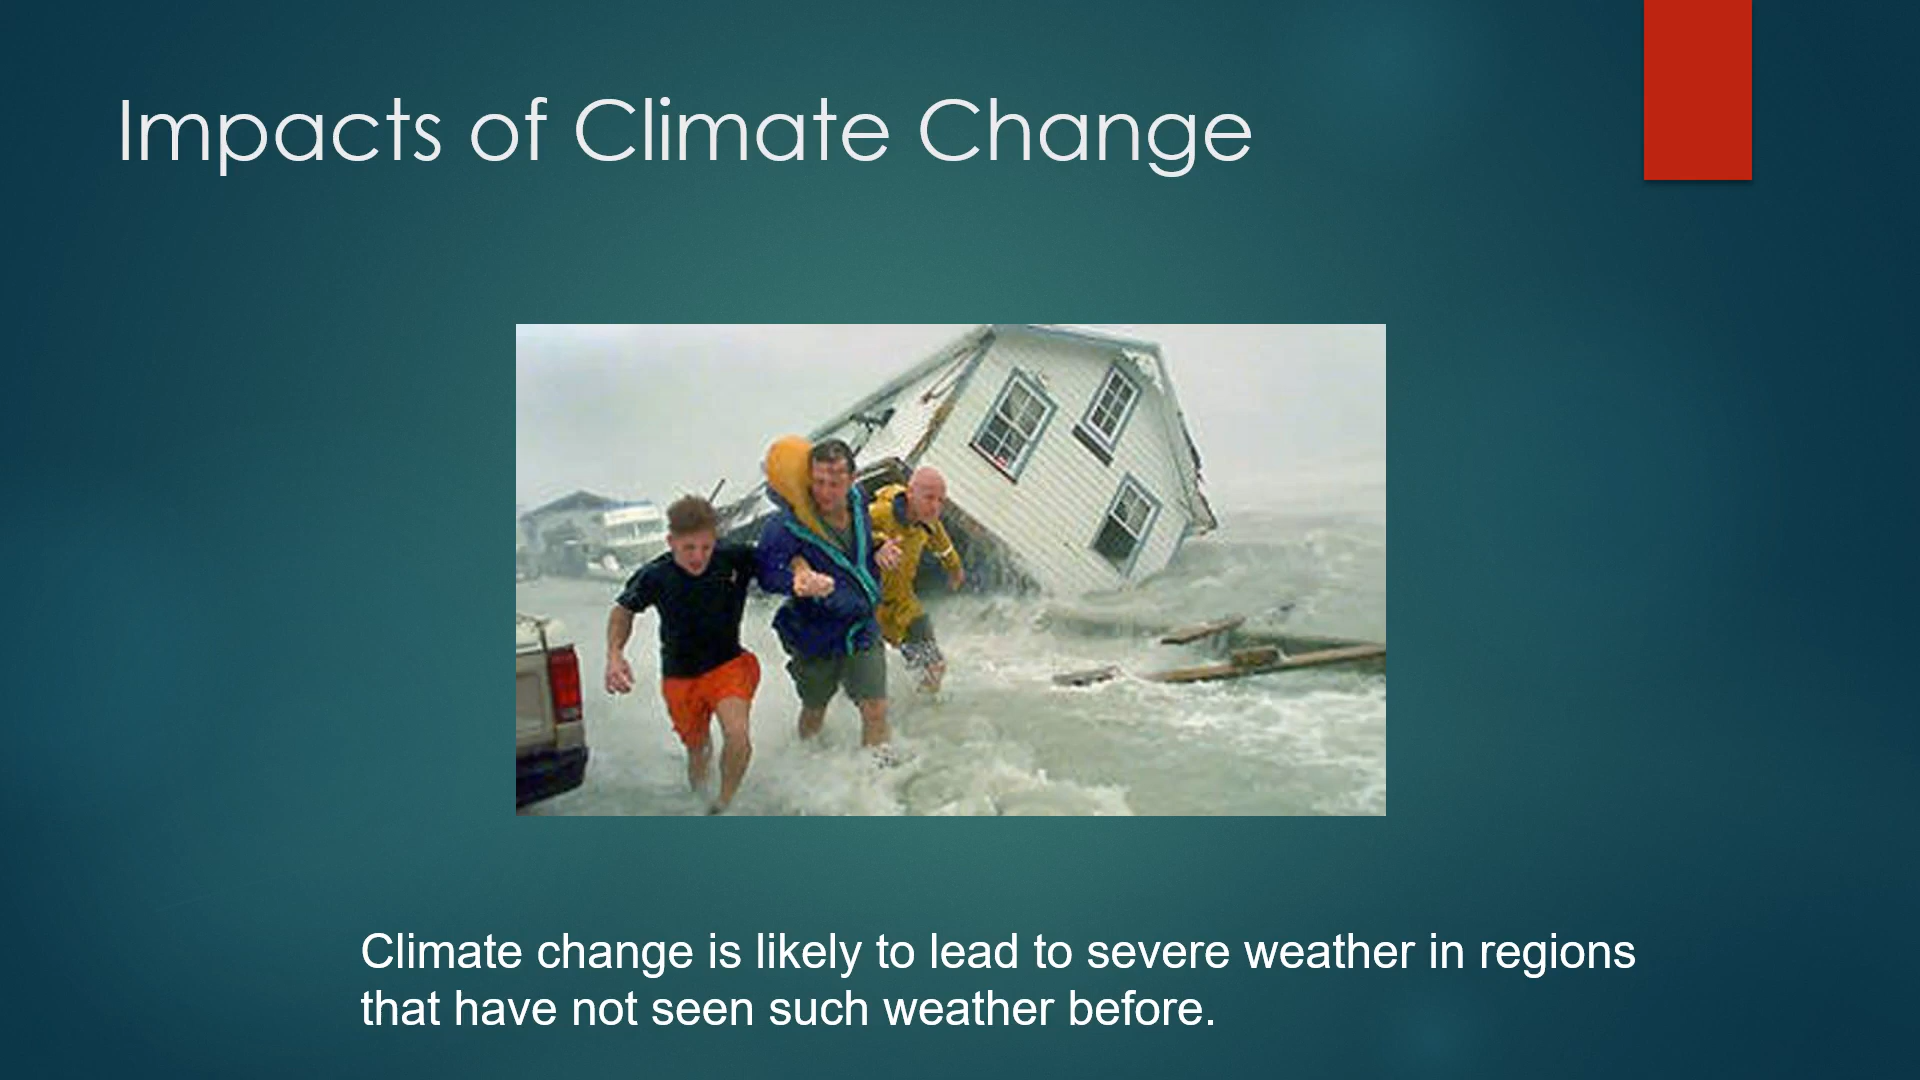 Impacts of Climate Change
Climate change is likely to lead to severe weather in regions
that have not seen such weather before.